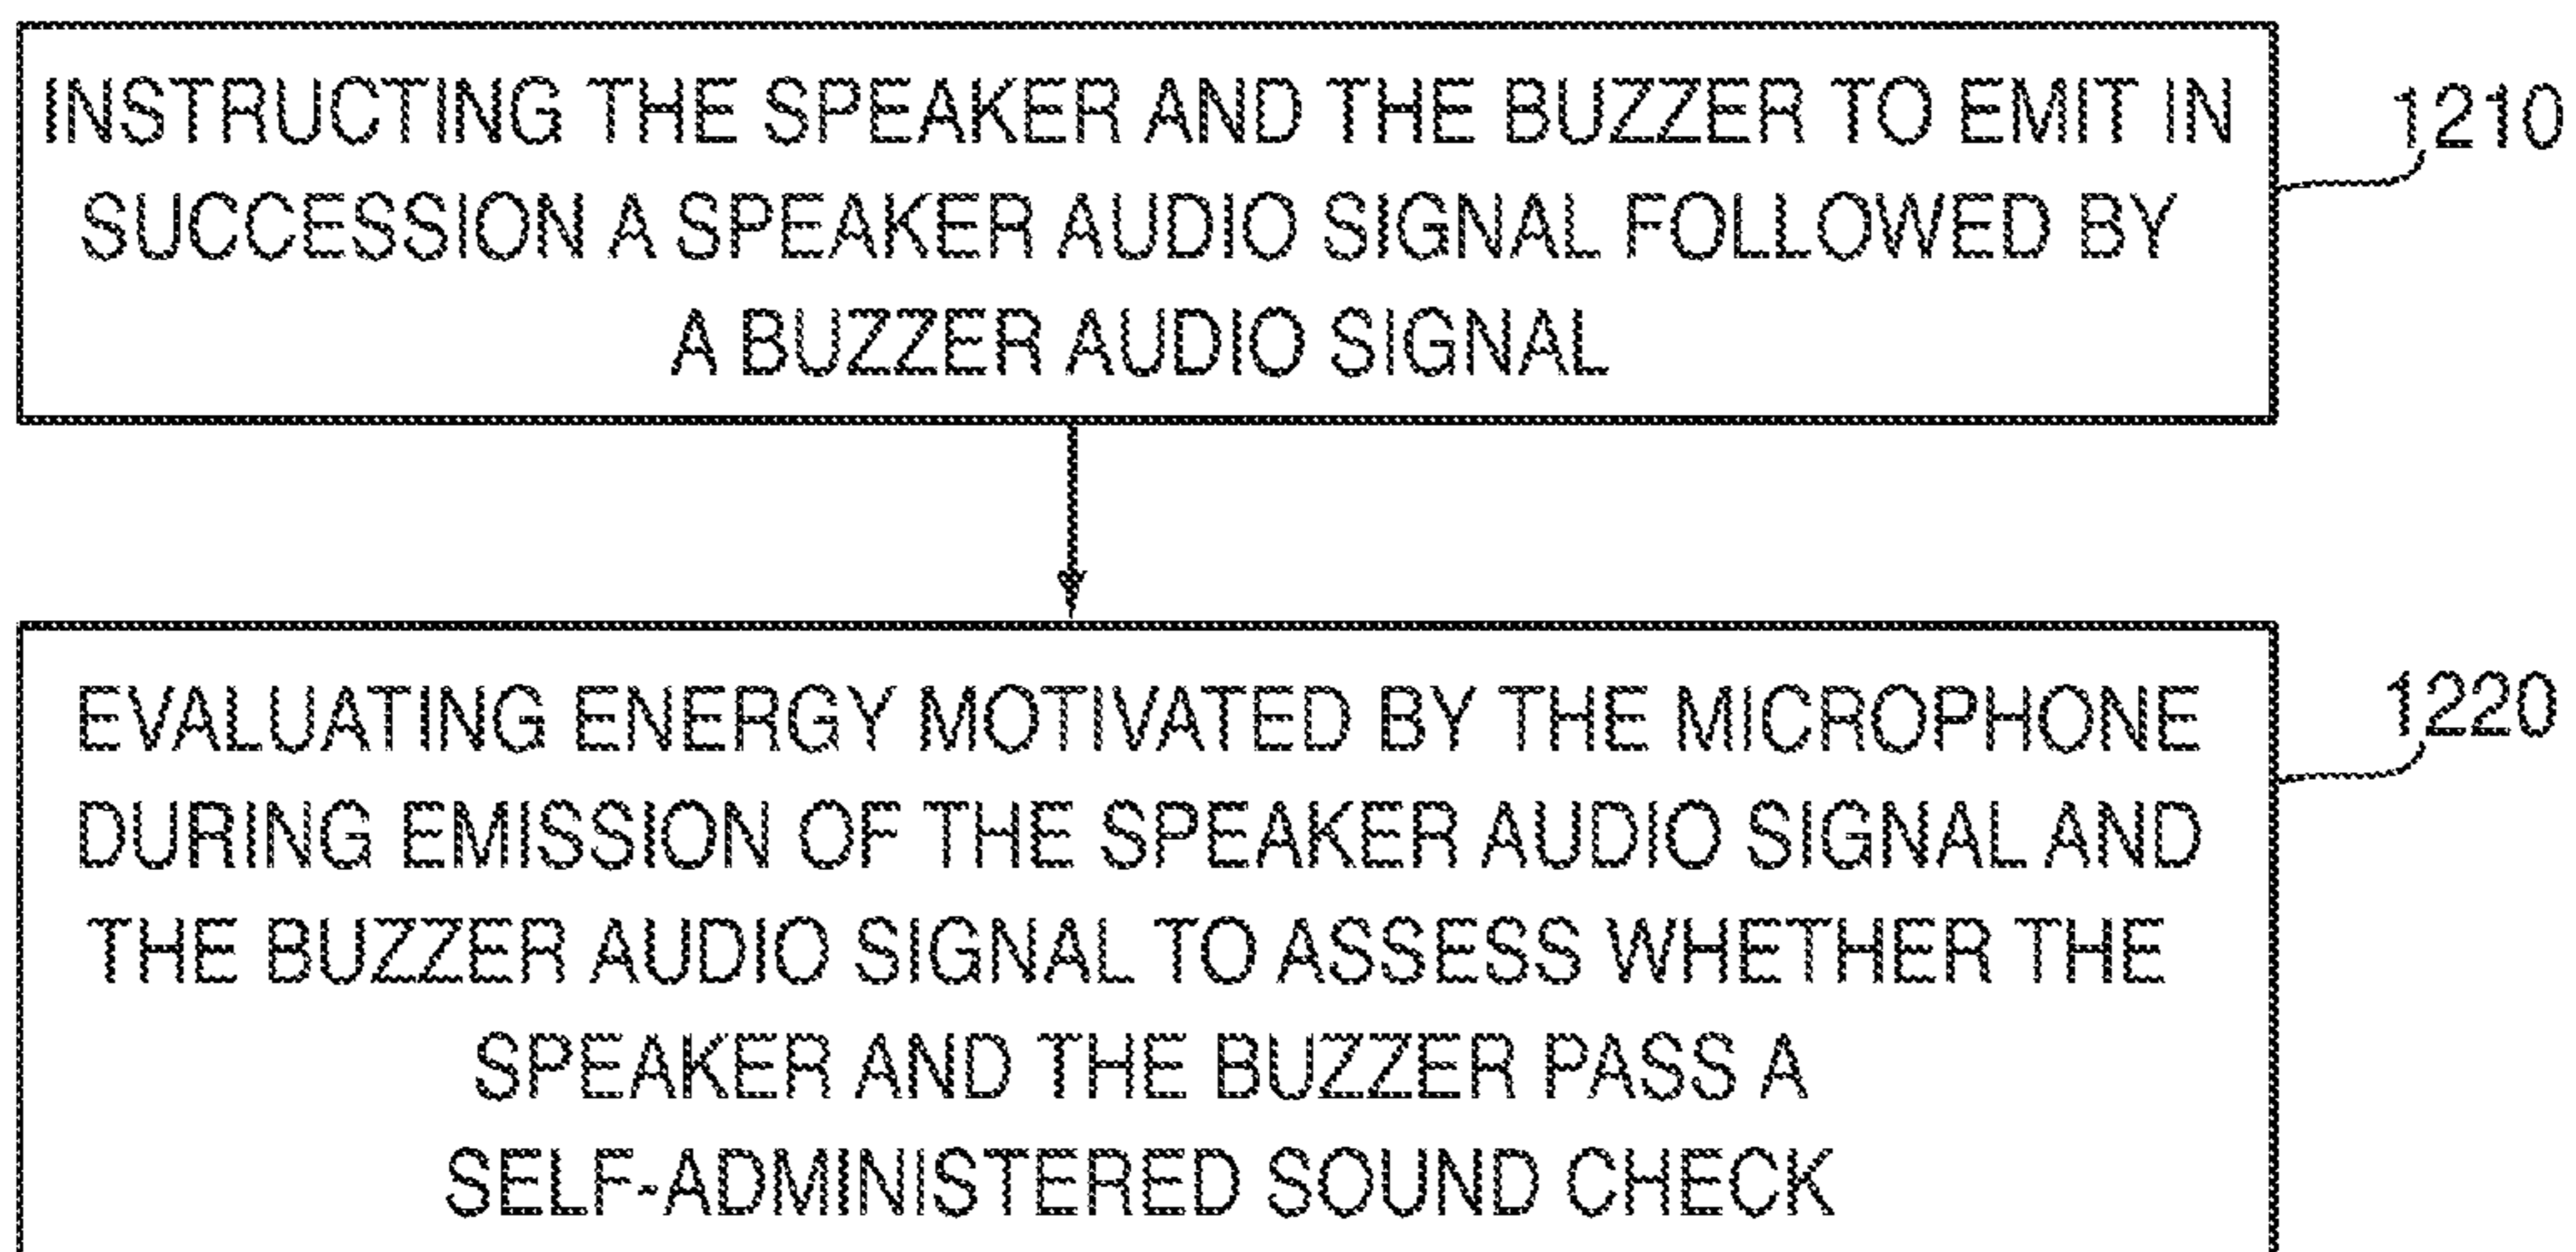 INSTRUCTING THE SPEAKER AND THE BUZZER TO EMIT IN
SUCCESSION A SPEAKER AUDIO SIGNAL FOLLOWED BY
A BUZZER AUDIO SIGNAL
1210
EVALUATING ENERGY MOTIVATED BY THE MICROPHONE
DURING EMISSION OF THE SPEAKER AUDIO SIGNAL AND
THE BUZZER AUDIO SIGNAL TO ASSESS WHETHER THE
SPEAKER AND THE BUZZER PASS A
SELF-ADMINISTERED SOUND CHECK
1220